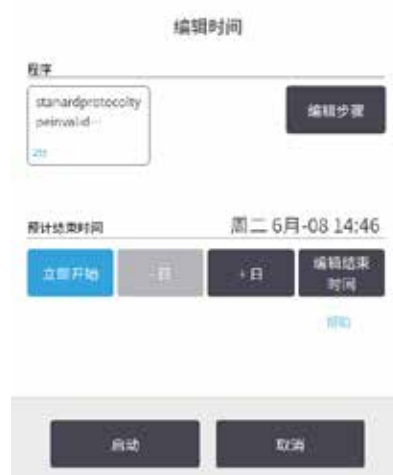 编辑时间
程序
stanardprotocolty
peinvalid…
编辑步骤
预计结束时间
周二 6月-08 14:46
立即开始
- 日
+ 日
编辑结束
时间
帮助
启动
取消